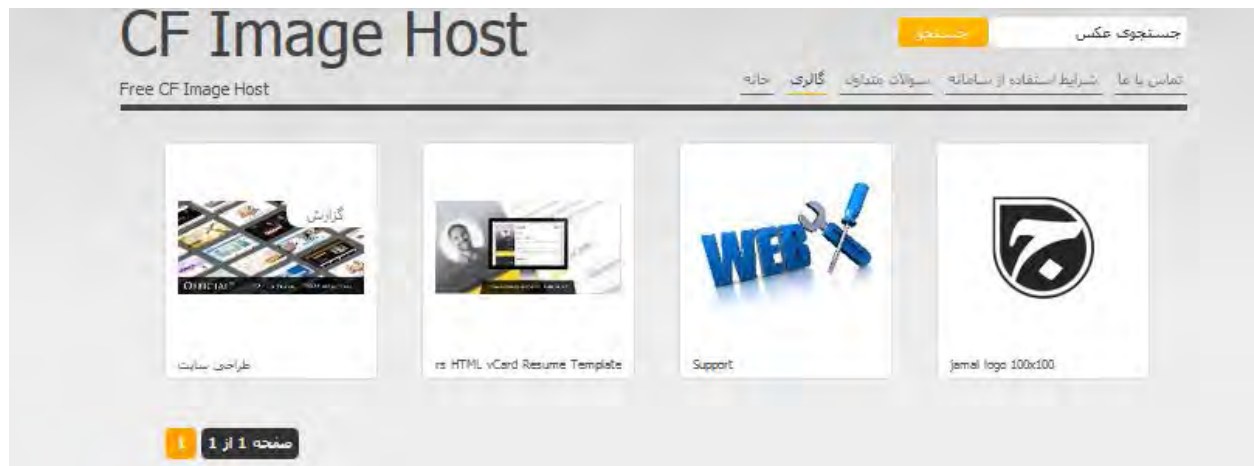 CF Image Host
جستجوی عکس
جستجو
Free CF Image Host
خانه گالری سوالات متداول شرایط استفاده از سامانه تماس با ما
گزارش
OFFICIAL
WEB
ج
طراحی سایت
rs HTML vCard Resume Template
Support
jamal logo 100x100
صفحه 1 از 1
1